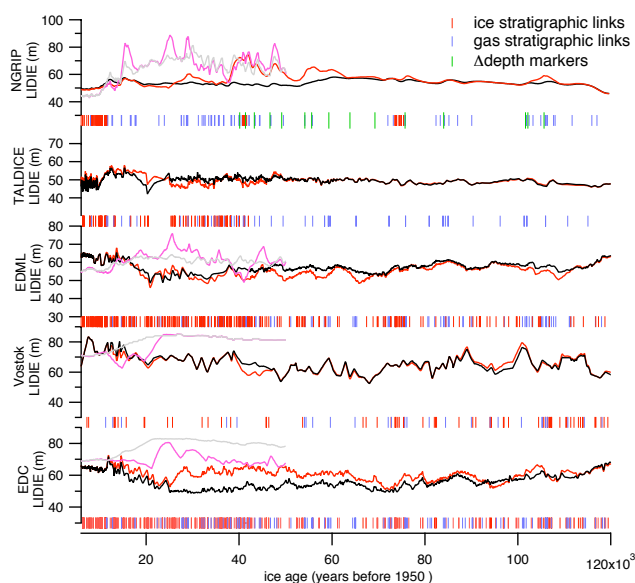 ice stratigraphic links
gas stratigraphic links
Δdepth markers
NGRIP
LIDIE (m)
100
80
60
40
TALDICE
LIDIE (m)
70
60
50
40
EDML
LIDIE (m)
80
70
60
50
40
30
Vostok
LIDIE (m)
80
60
40
EDC
LIDIE (m)
80
60
40
20
40
60
80
100
120x10³
ice age (years before 1950 )